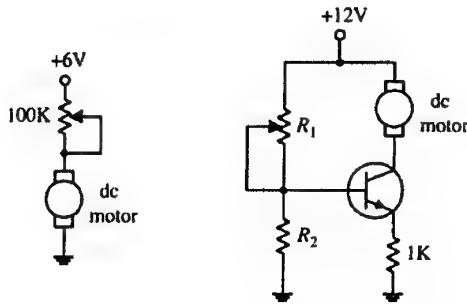 +6V
100K
dc
motor
+12V
R1
dc
motor
R2
1K